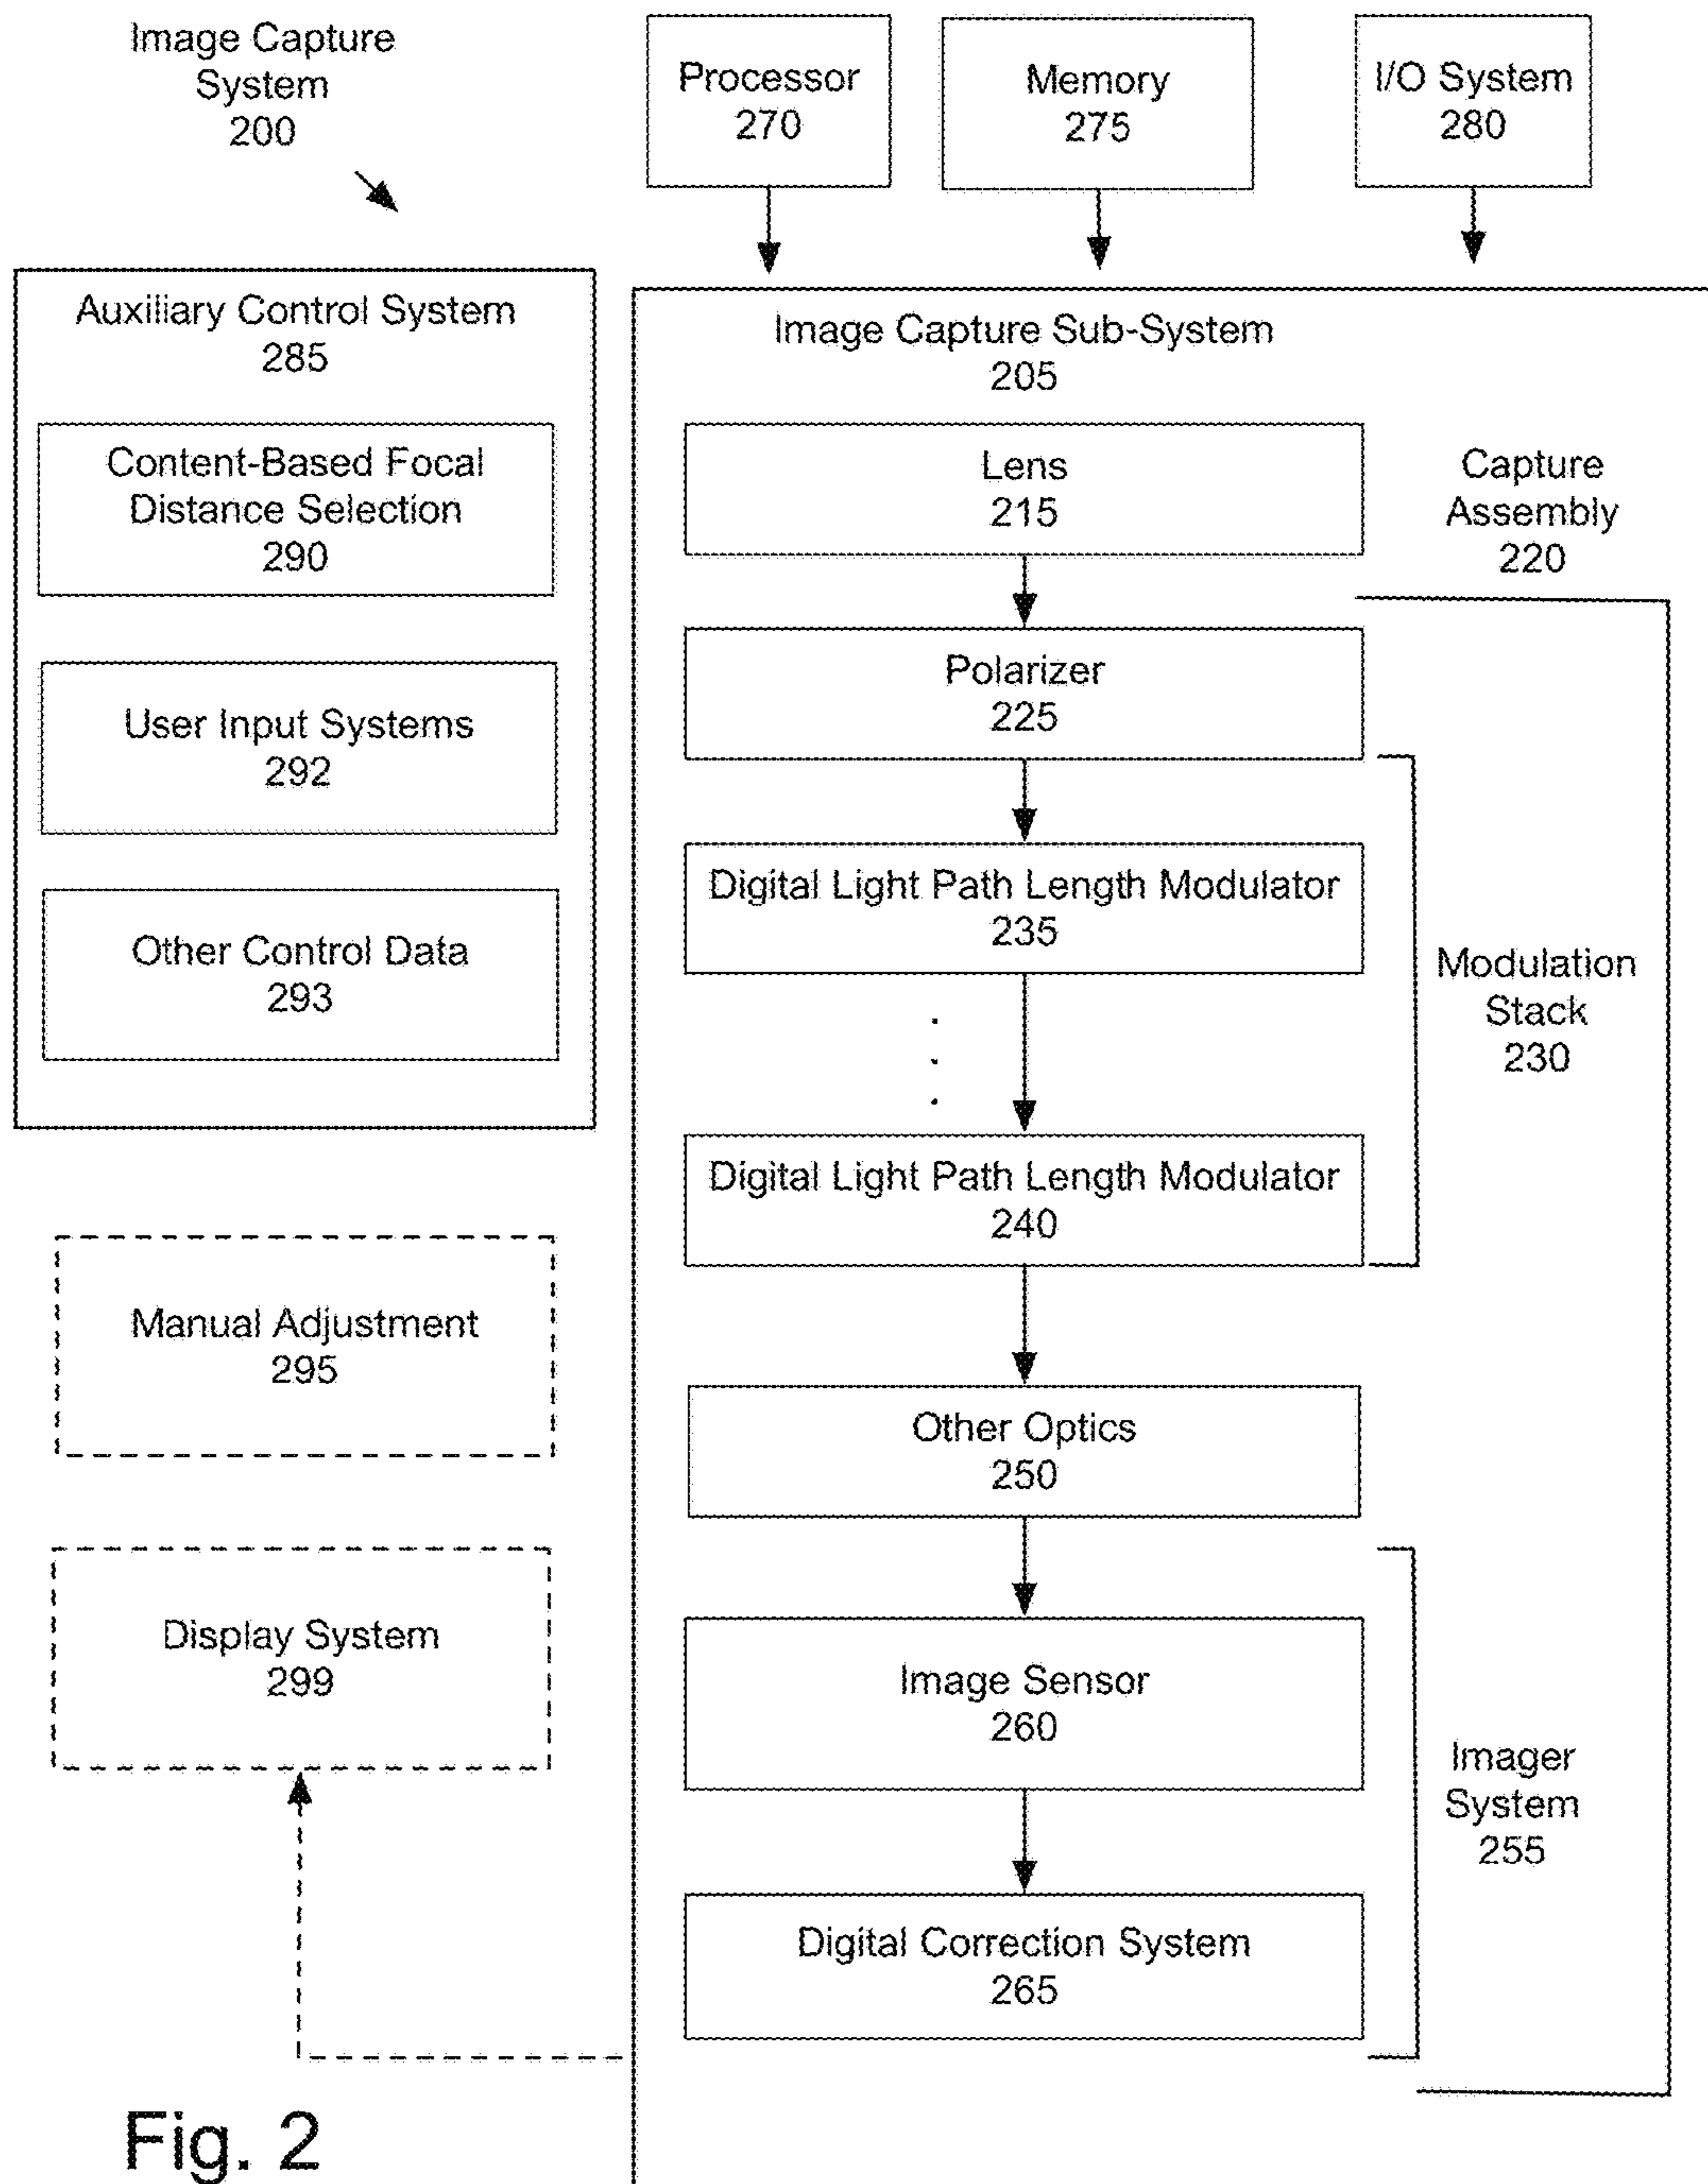 Image Capture
System
200
Processor
270
Memory
275
I/O System
280
Auxiliary Control System
285
Content-Based Focal
Distance Selection
290
User Input Systems
292
Other Control Data
293
Manual Adjustment
295
Display System
299
Image Capture Sub-System
205
Lens
215
Capture
Assembly
220
Polarizer
225
Digital Light Path Length Modulator
235
Modulation
Stack
230
Digital Light Path Length Modulator
240
Other Optics
250
Image Sensor
260
Imager
System
255
Digital Correction System
265
Fig. 2